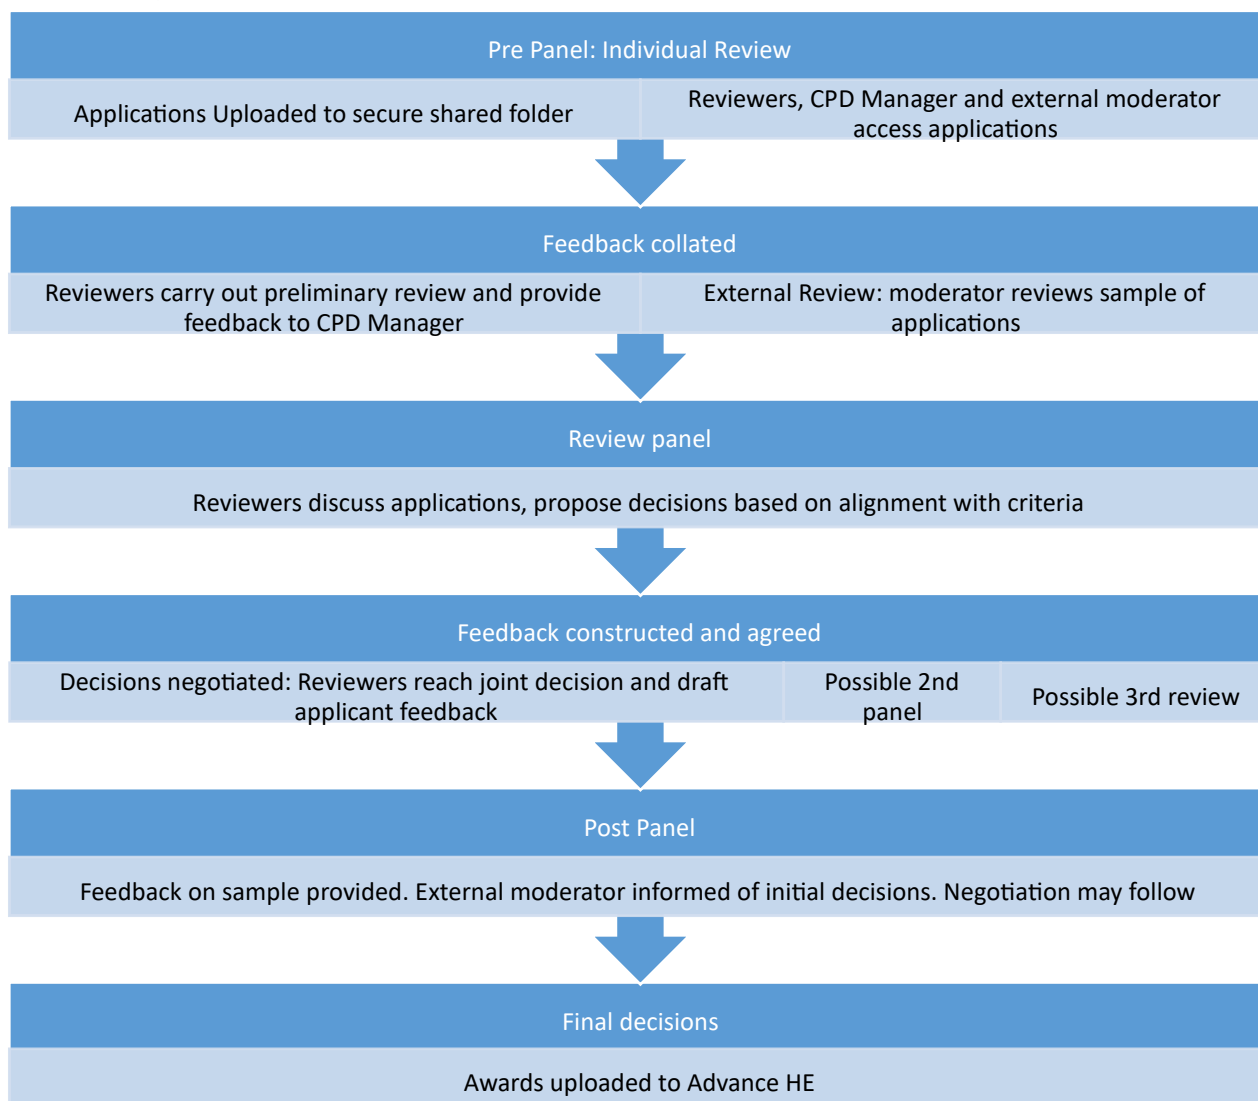 Pre Panel: Individual Review
Applications Uploaded to secure shared folder
Reviewers, CPD Manager and external moderator
access applications
Feedback collated
Reviewers carry out preliminary review and provide
feedback to CPD Manager
External Review: moderator reviews sample of
applications
Review panel
Reviewers discuss applications, propose decisions based on alignment with criteria
Feedback constructed and agreed
Decisions negotiated: Reviewers reach joint decision and draft
applicant feedback
Possible 2nd
panel
Possible 3rd review
Post Panel
Feedback on sample provided. External moderator informed of initial decisions. Negotiation may follow
Final decisions
Awards uploaded to Advance HE